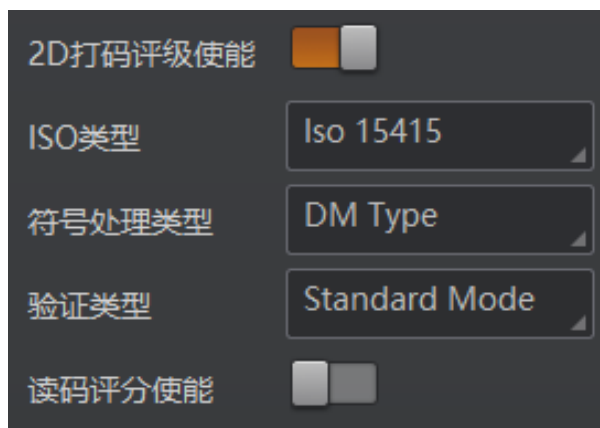 2D打码评级使能
ISO类型 Iso 15415
符号处理类型 DM Type
验证类型 Standard Mode
读码评分使能